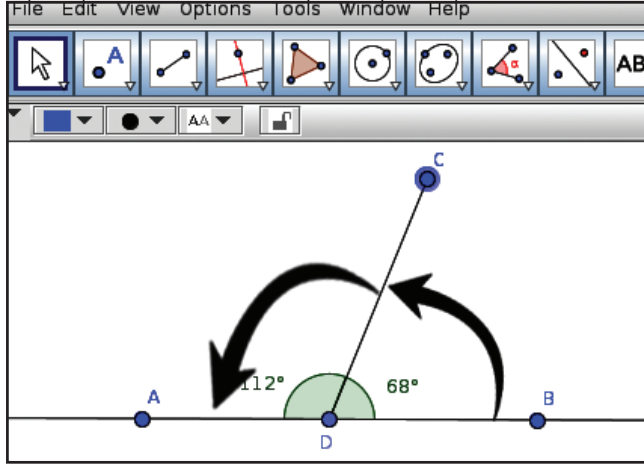 File Edit View Options Tools Window Help
A α AB
AA
C
112° 68°
A B
D